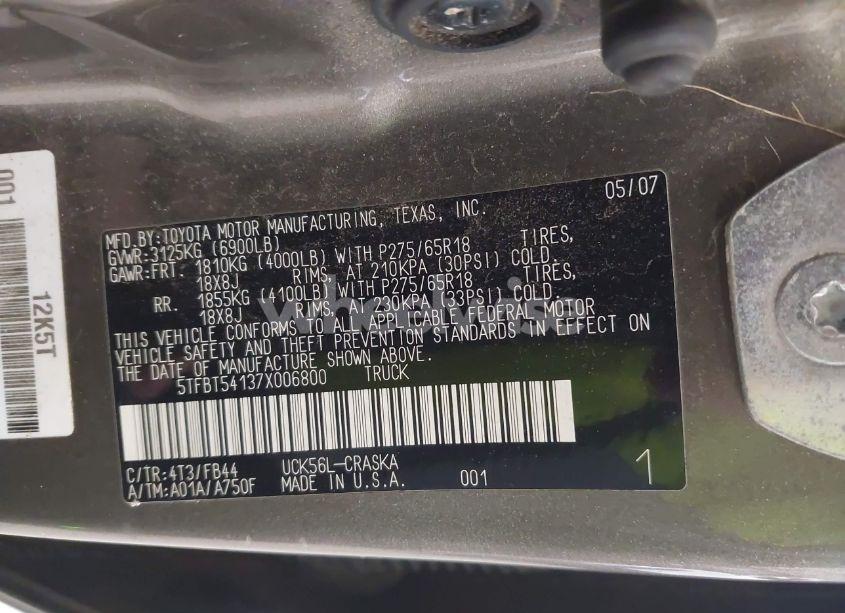 05/07
MFD.BY:TOYOTA MOTOR MANUFACTURING, TEXAS, INC.
GVWR:3125KG (6900LB)
GAWR:FRT. 1810KG (4000LB) WITH P275/65R18 TIRES,
18X8J RIMS, AT 210KPA (30PSI) COLD.
RR. 1855KG (4100LB) WITH P275/65R18 TIRES,
18X8J RIMS, AT 230KPA (33PSI) COLD.
THIS VEHICLE CONFORMS TO ALL APPLICABLE FEDERAL MOTOR
VEHICLE SAFETY AND THEFT PREVENTION STANDARDS IN EFFECT ON
THE DATE OF MANUFACTURE SHOWN ABOVE.
5TFBT54137X006800 TRUCK
C/TR:4T3/FB44 UCK56L-CRASKA
A/TM:A01A/A750F MADE IN U.S.A. 001 1
001
12K5T